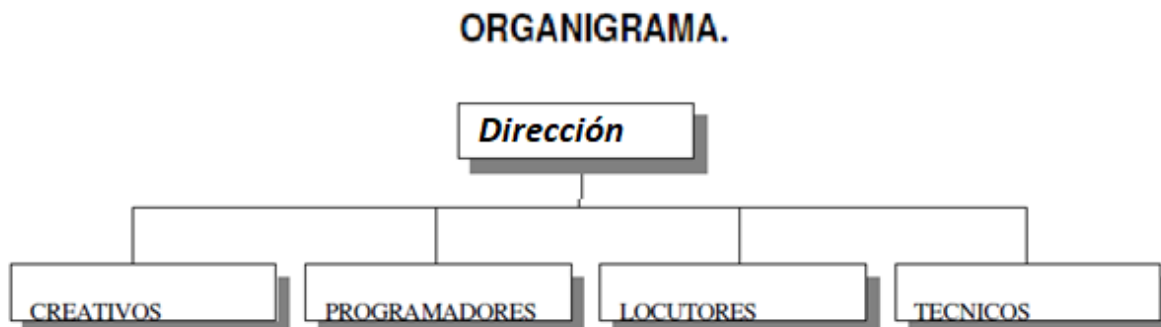 ORGANIGRAMA.
Dirección
CREATIVOS
PROGRAMADORES
LOCUTORES
TECNICOS